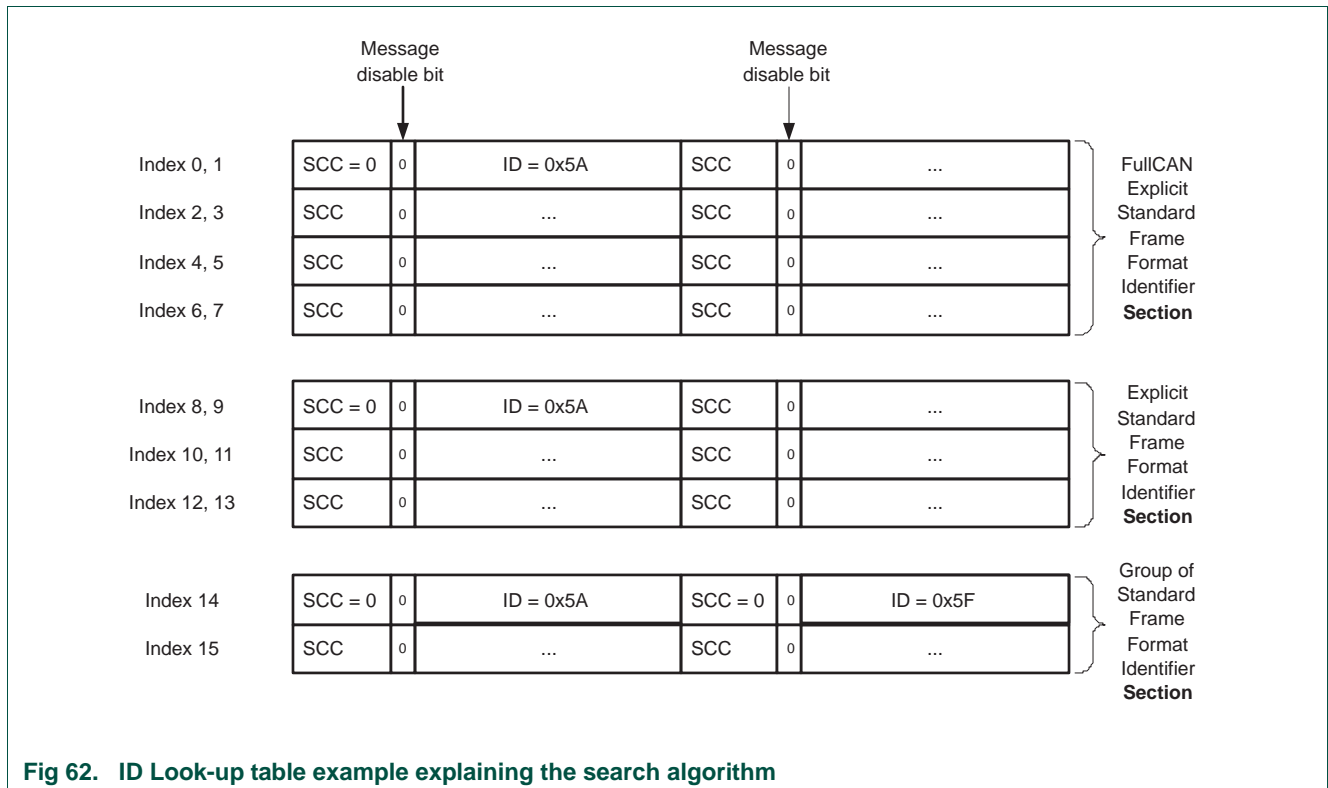 Message
disable bit
Message
disable bit
Index 0, 1 SCC = 0 0 ID = 0x5A SCC 0 ...
Index 2, 3 SCC 0 ... SCC 0 ...
Index 4, 5 SCC 0 ... SCC 0 ...
Index 6, 7 SCC 0 ... SCC 0 ...
FullCAN
Explicit
Standard
Frame
Format
Identifier
Section
Index 8, 9 SCC = 0 0 ID = 0x5A SCC 0 ...
Index 10, 11 SCC 0 ... SCC 0 ...
Index 12, 13 SCC 0 ... SCC 0 ...
Explicit
Standard
Frame
Format
Identifier
Section
Index 14 SCC = 0 0 ID = 0x5A SCC = 0 0 ID = 0x5F
Index 15 SCC 0 ... SCC 0 ...
Group of
Standard
Frame
Format
Identifier
Section
Fig 62. ID Look-up table example explaining the search algorithm